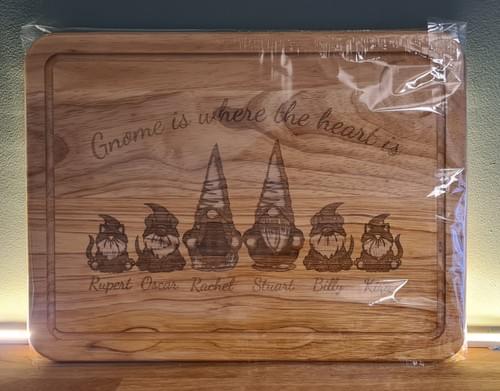 Gnome is where the heart is
Rupert Oscar Rachel Stuart Billy